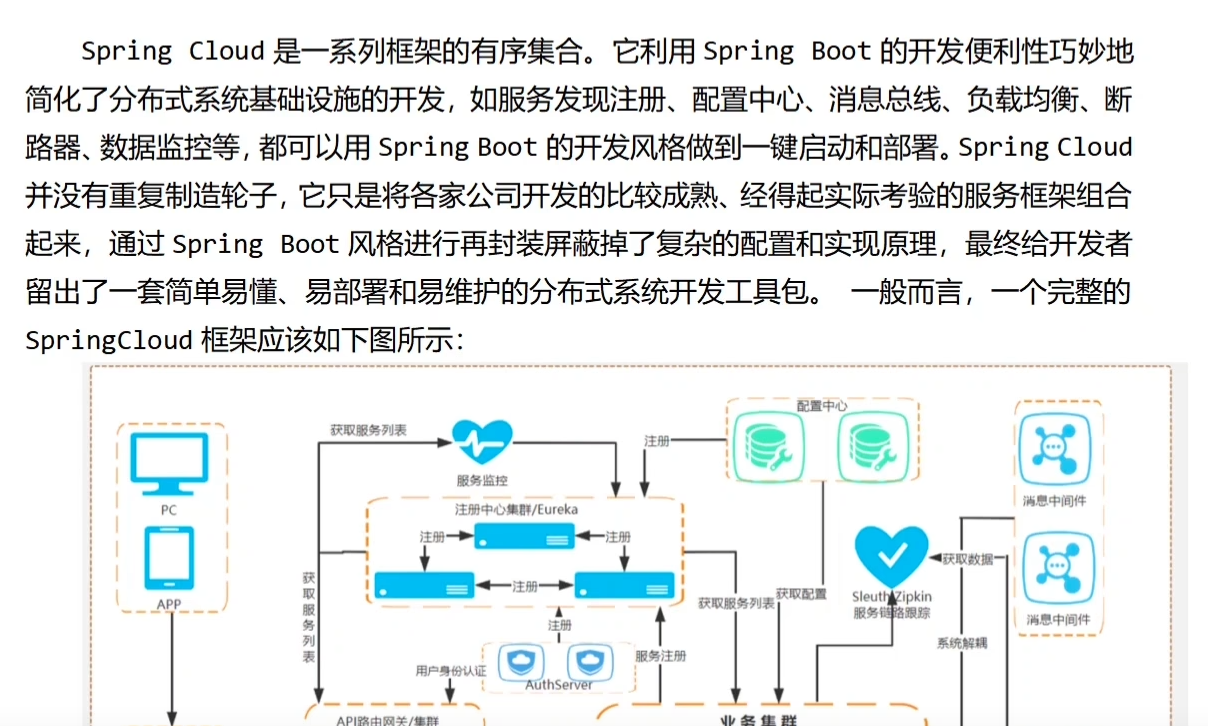 Spring Cloud 是一系列框架的有序集合。它利用 Spring Boot 的开发便利性巧妙地
简化了分布式系统基础设施的开发，如服务发现注册、配置中心、消息总线、负载均衡、断
路器、数据监控等，都可以用 Spring Boot 的开发风格做到一键启动和部署。Spring Cloud
并没有重复制造轮子，它只是将各家公司开发的比较成熟、经得起实际考验的服务框架组合
起来，通过 Spring Boot 风格进行再封装屏蔽掉了复杂的配置和实现原理，最终给开发者
留出了一套简单易懂、易部署和易维护的分布式系统开发工具包。 一般而言，一个完整的
SpringCloud 框架应该如下图所示：
配置中心
获取服务列表
注册
服务监控
消息中间件
PC
注册中心集群/Eureka
注册
注册
获取数据
注册
获取服务列表
获取配置
Sleuth Zipkin
服务链路跟踪
APP
获取服务列表
消息中间件
注册
系统解耦
服务注册
用户身份认证
AuthServer
API路由网关/集群
业务集群